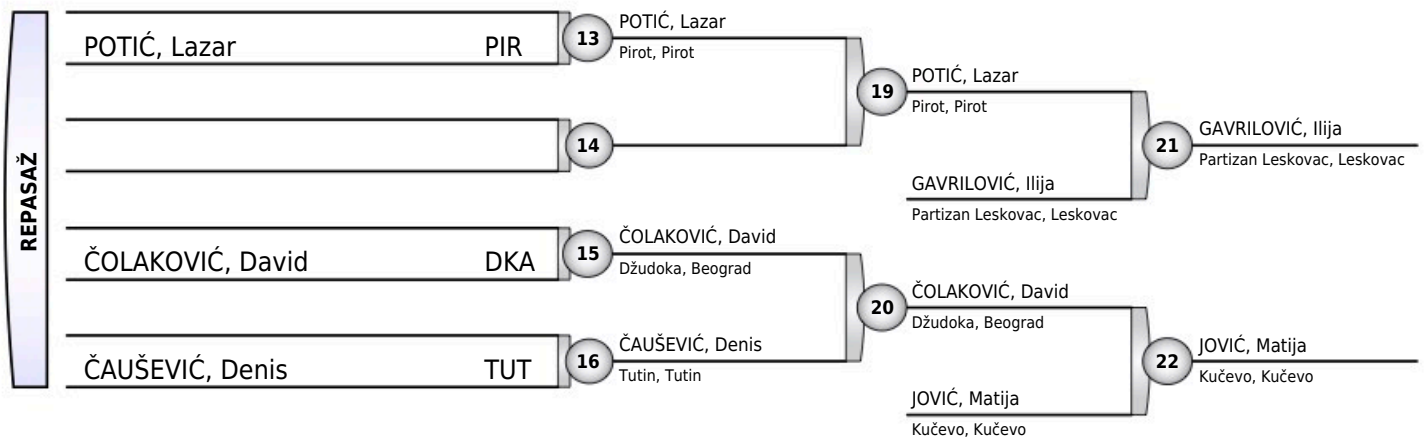 REPASAŽ
POTIĆ, Lazar PIR
13
POTIĆ, Lazar
Pirot, Pirot
14
19
POTIĆ, Lazar
Pirot, Pirot
GAVRILOVIĆ, Ilija
Partizan Leskovac, Leskovac
21
GAVRILOVIĆ, Ilija
Partizan Leskovac, Leskovac
ČOLAKOVIĆ, David DKA
15
ČOLAKOVIĆ, David
Džudoka, Beograd
ČAUŠEVIĆ, Denis TUT
16
ČAUŠEVIĆ, Denis
Tutin, Tutin
20
ČOLAKOVIĆ, David
Džudoka, Beograd
JOVIĆ, Matija
Kučevo, Kučevo
22
JOVIĆ, Matija
Kučevo, Kučevo